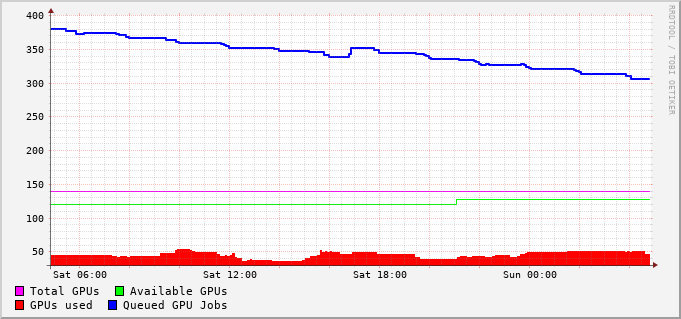 400
350
300
250
200
150
100
50
Sat 06:00 Sat 12:00 Sat 18:00 Sun 00:00
Total GPUs Available GPUs
GPUs used Queued GPU Jobs
RRDTOOL / TOBI OETIKER